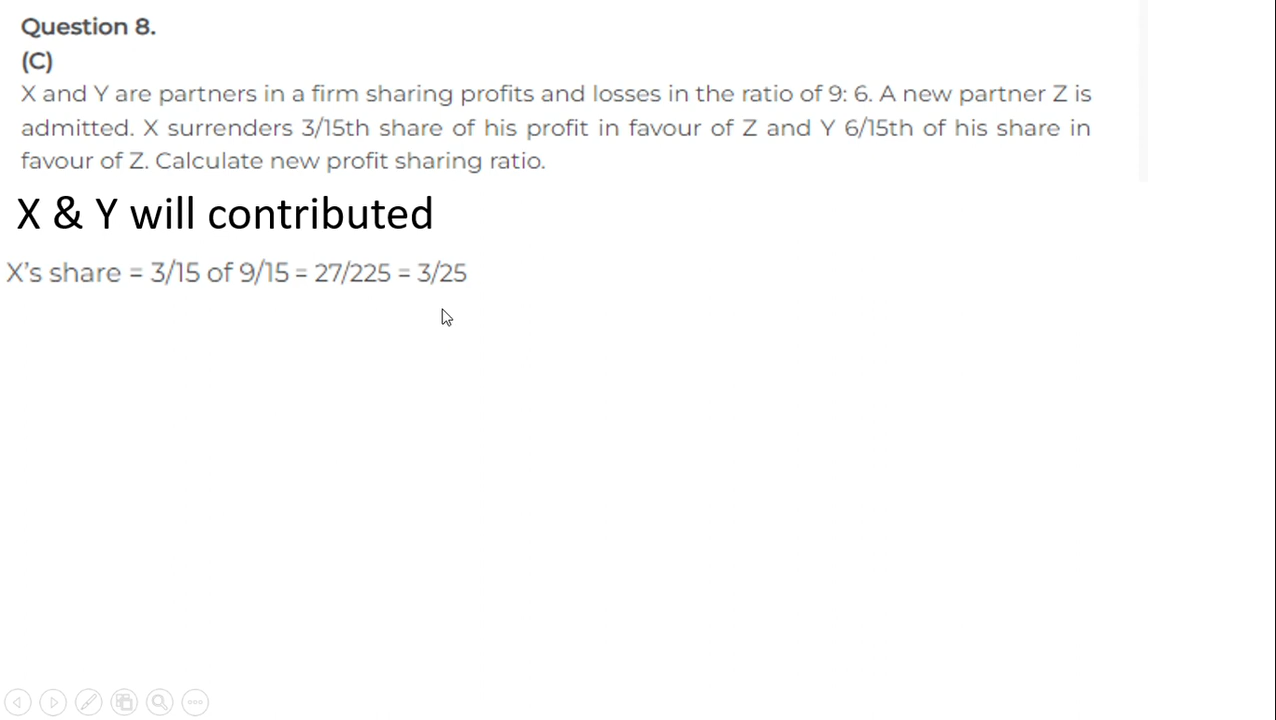 Question 8.
(C)
X and Y are partners in a firm sharing profits and losses in the ratio of 9: 6. A new partner Z is
admitted. X surrenders 3/15th share of his profit in favour of Z and Y 6/15th of his share in
favour of Z. Calculate new profit sharing ratio.
X & Y will contributed
X’s share = 3/15 of 9/15 = 27/225 = 3/25